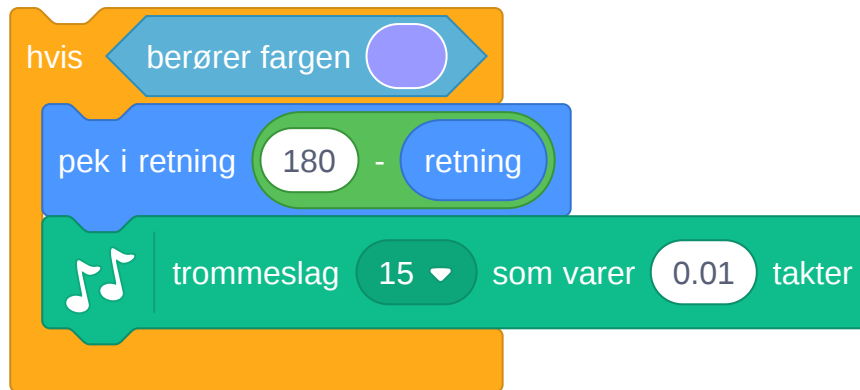 hvis berører fargen
pek i retning 180 - retning
trommeslag 15 som varer 0.01 takter